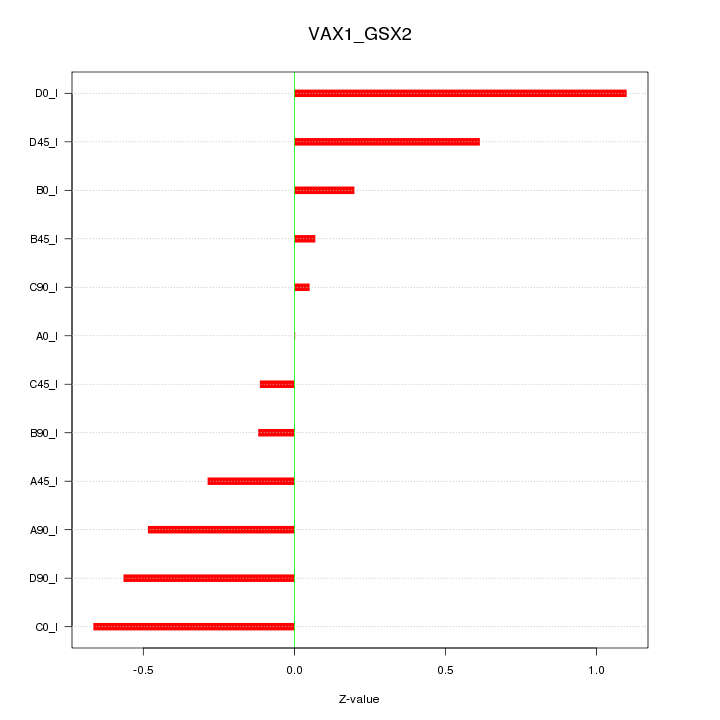 VAX1_GSX2
D0_I
D45_I
B0_I
B45_I
C90_I
A0_I
C45_I
B90_I
A45_I
A90_I
D90_I
C0_I
-0.5 0.0 0.5 1.0
Z-value